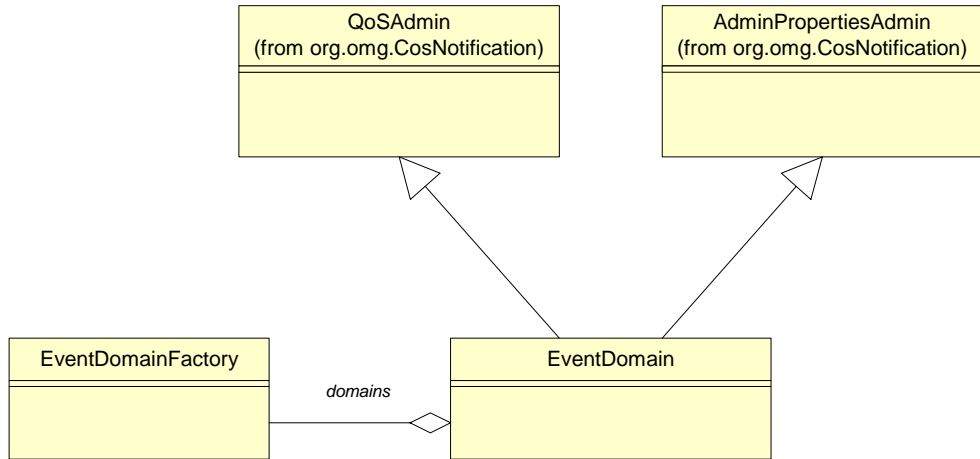 QoSAdmin
(from org.omg.CosNotification)
AdminPropertiesAdmin
(from org.omg.CosNotification)
EventDomainFactory
domains
EventDomain